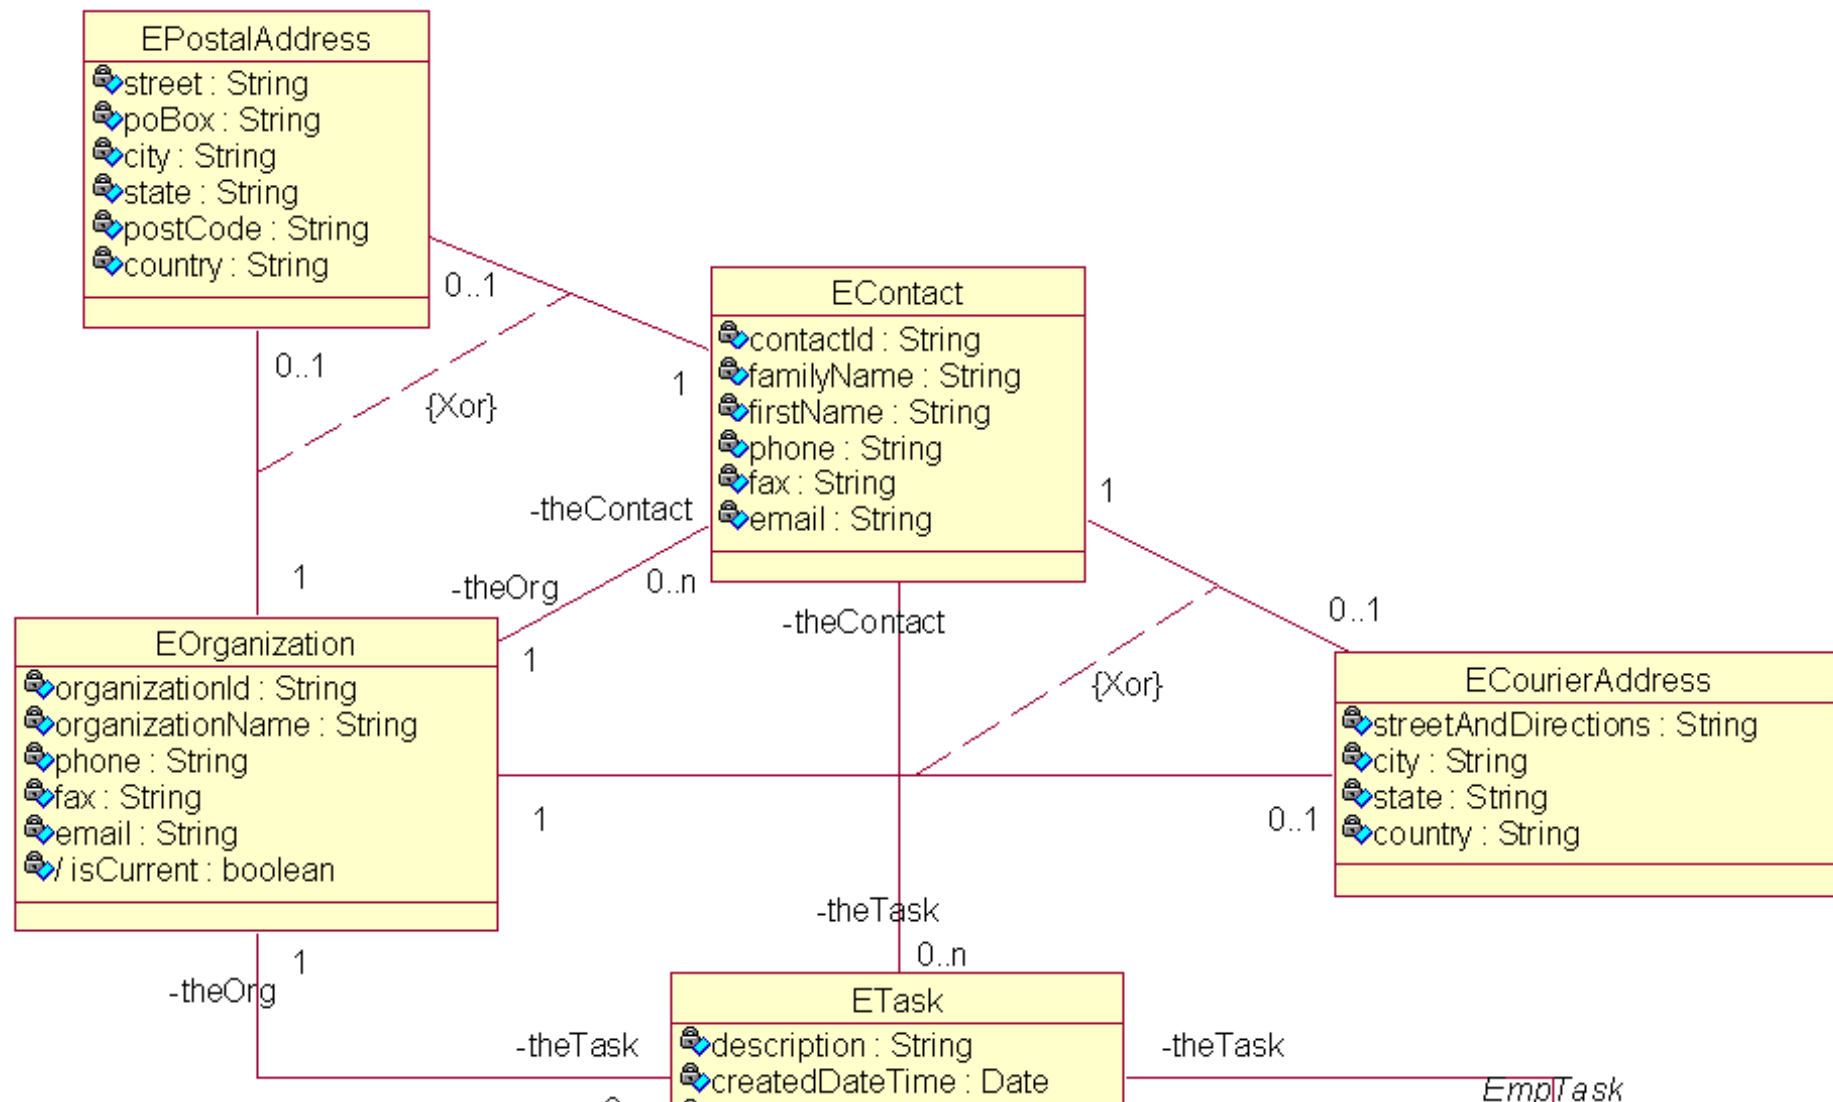 EPostalAddress
street : String
poBox : String
city : String
state : String
postCode : String
country : String
0..1
0..1
{Xor}
1
EContact
contactId : String
familyName : String
firstName : String
phone : String
fax : String
email : String
1
-theContact
-theOrg
0..n
1
1
-theContact
0..1
{Xor}
EOrganization
organizationId : String
organizationName : String
phone : String
fax : String
email : String
/ isCurrent : boolean
ECourierAddress
streetAndDirections : String
city : String
state : String
country : String
1
0..1
-theTask
0..n
1
-theOrg
-theTask
ETask
description : String
createdDateTime : Date
-theTask
EmpTask